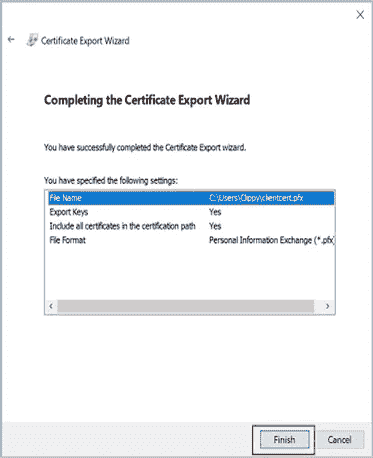 Certificate Export Wizard
Completing the Certificate Export Wizard
You have successfully completed the Certificate Export wizard.
You have specified the following settings:
File Name C:\Users\Cippy\clientcert.pfx
Export Keys Yes
Include all certificates in the certification path Yes
File Format Personal Information Exchange (*.pfx)
Finish Cancel